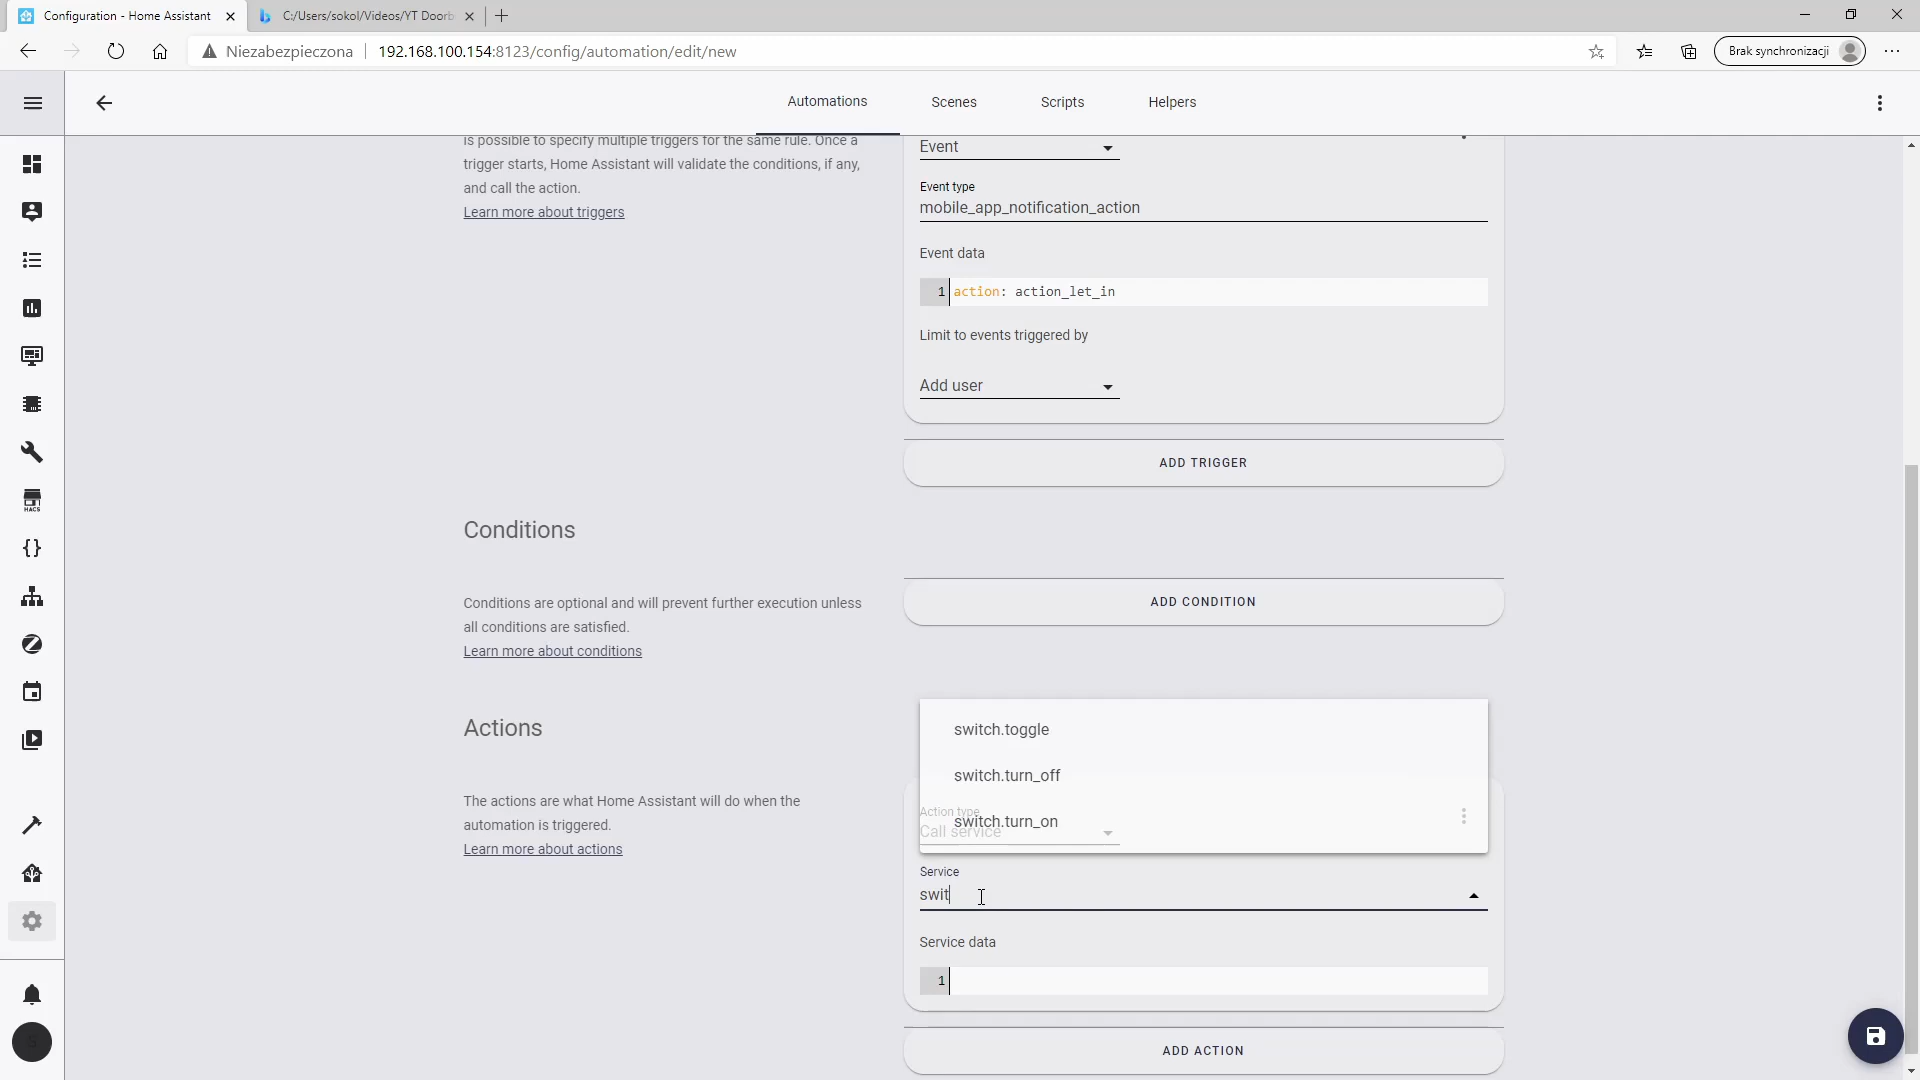 Configuration - Home Assistant
C:/Users/sokol/Videos/YT Doorb
Niezabezpieczona
192.168.100.154:8123/config/automation/edit/new
Brak synchronizacji
Automations
Scenes
Scripts
Helpers
is possible to specify multiple triggers for the same rule. Once a
trigger starts, Home Assistant will validate the conditions, if any,
and call the action.
Learn more about triggers
Event
Event type
mobile_app_notification_action
Event data
1
action: action_let_in
Limit to events triggered by
Add user
ADD TRIGGER
Conditions
Conditions are optional and will prevent further execution unless
all conditions are satisfied.
Learn more about conditions
ADD CONDITION
Actions
The actions are what Home Assistant will do when the
automation is triggered.
Learn more about actions
switch.toggle
switch.turn_off
Action type
switch.turn_on
Call service
Service
swit
Service data
1
ADD ACTION
HACS
S